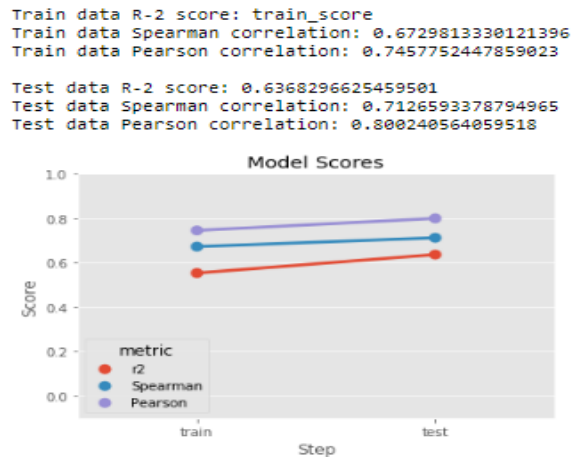 Train data R-2 score: train_score
Train data Spearman correlation: 0.6729813330121396
Train data Pearson correlation: 0.7457752447859023
Test data R-2 score: 0.6368296625459501
Test data Spearman correlation: 0.7126593378794965
Test data Pearson correlation: 0.800240564059518
Model Scores
1.0
0.8
0.6
0.4
0.2
0.0
Score
metric
r2
Spearman
Pearson
train
test
Step